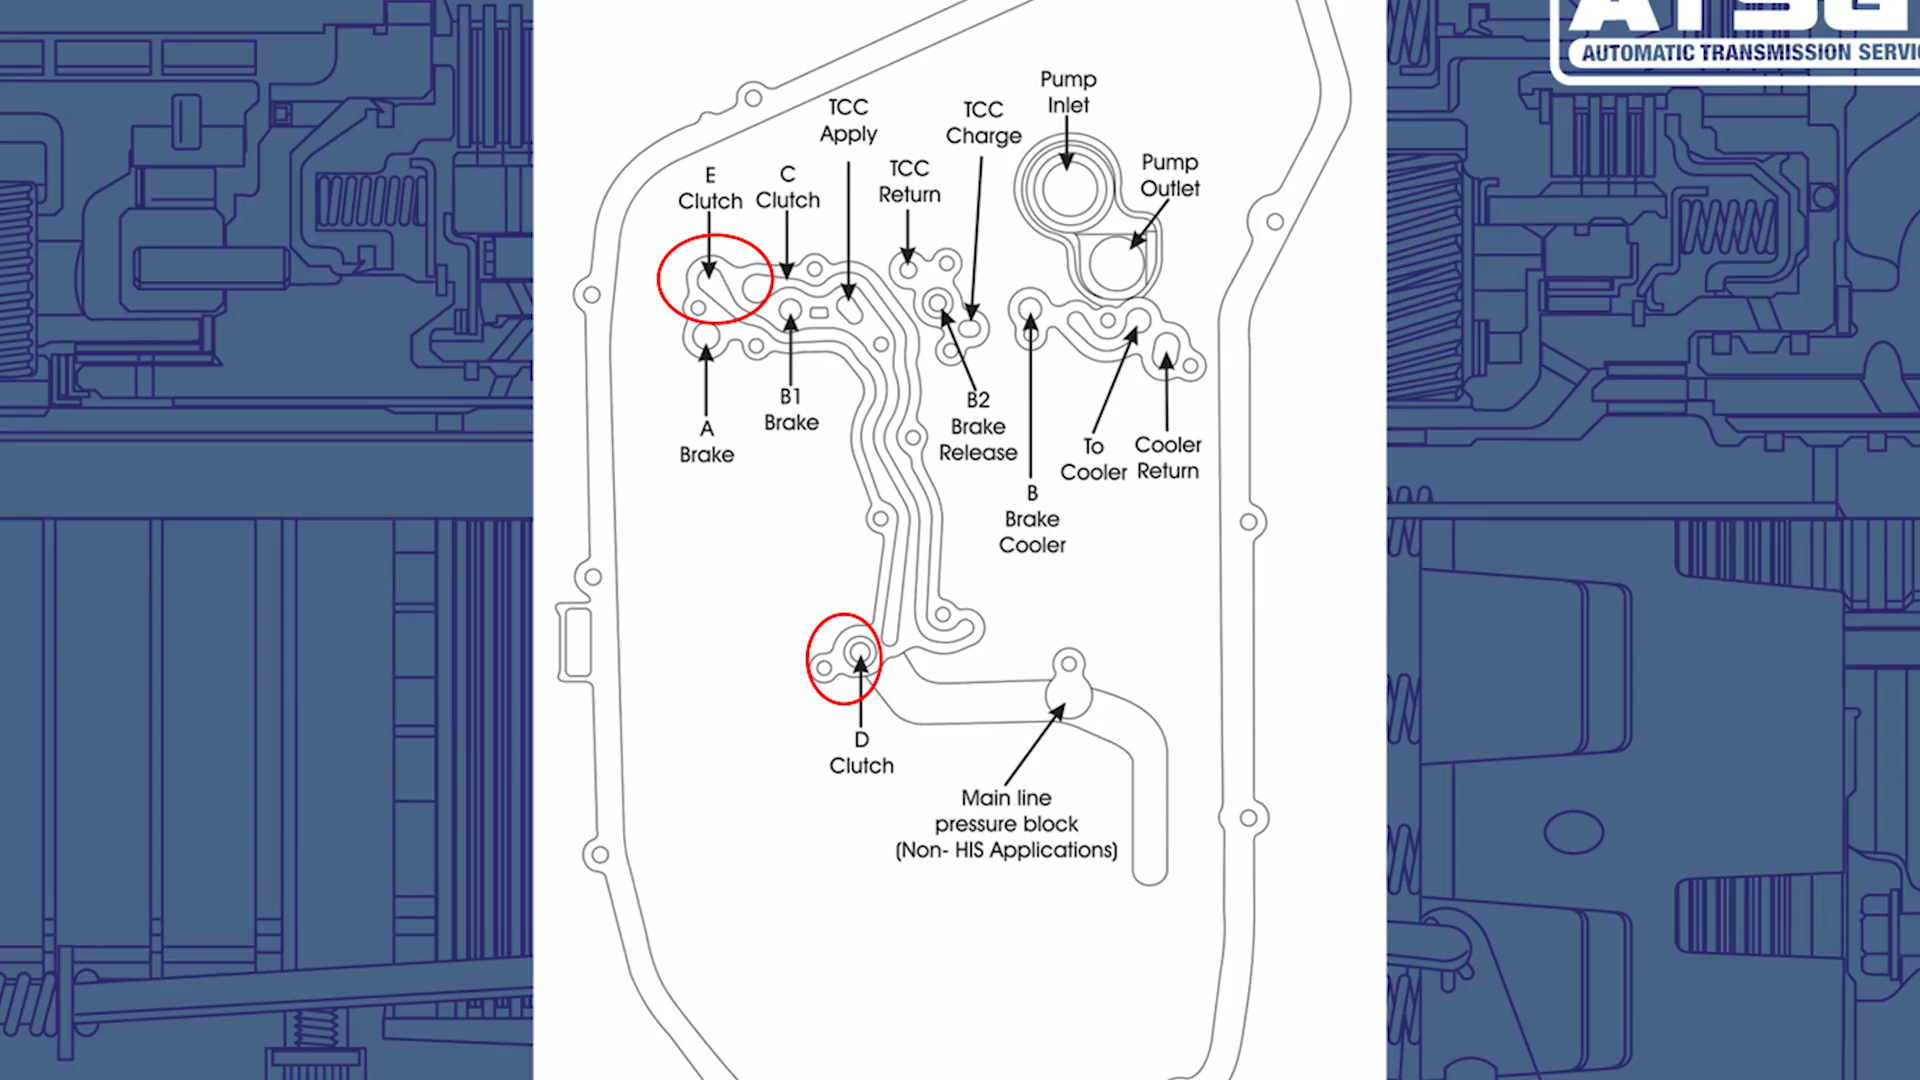 ATSG
AUTOMATIC TRANSMISSION
Pump
Inlet
TCC
Apply
TCC
Charge
Pump
Outlet
TCC
Return
E
Clutch
C
Clutch
B1
Brake
A
Brake
B2
Brake
Release
To
Cooler
Cooler
Return
B
Brake
Cooler
D
Clutch
Main line
pressure block
(Non- HIS Applications)